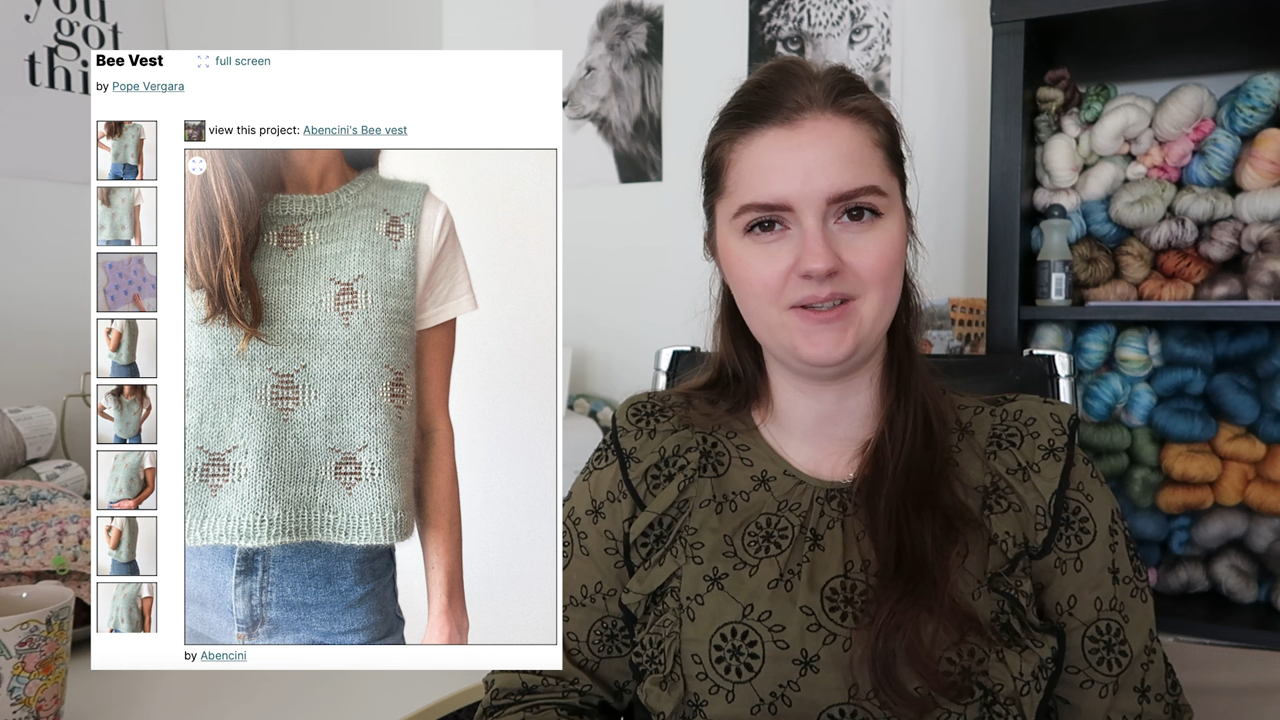 you
got
thi
Bee Vest
full screen
by Pope Vergara
view this project: Abencini's Bee vest
by Abencini